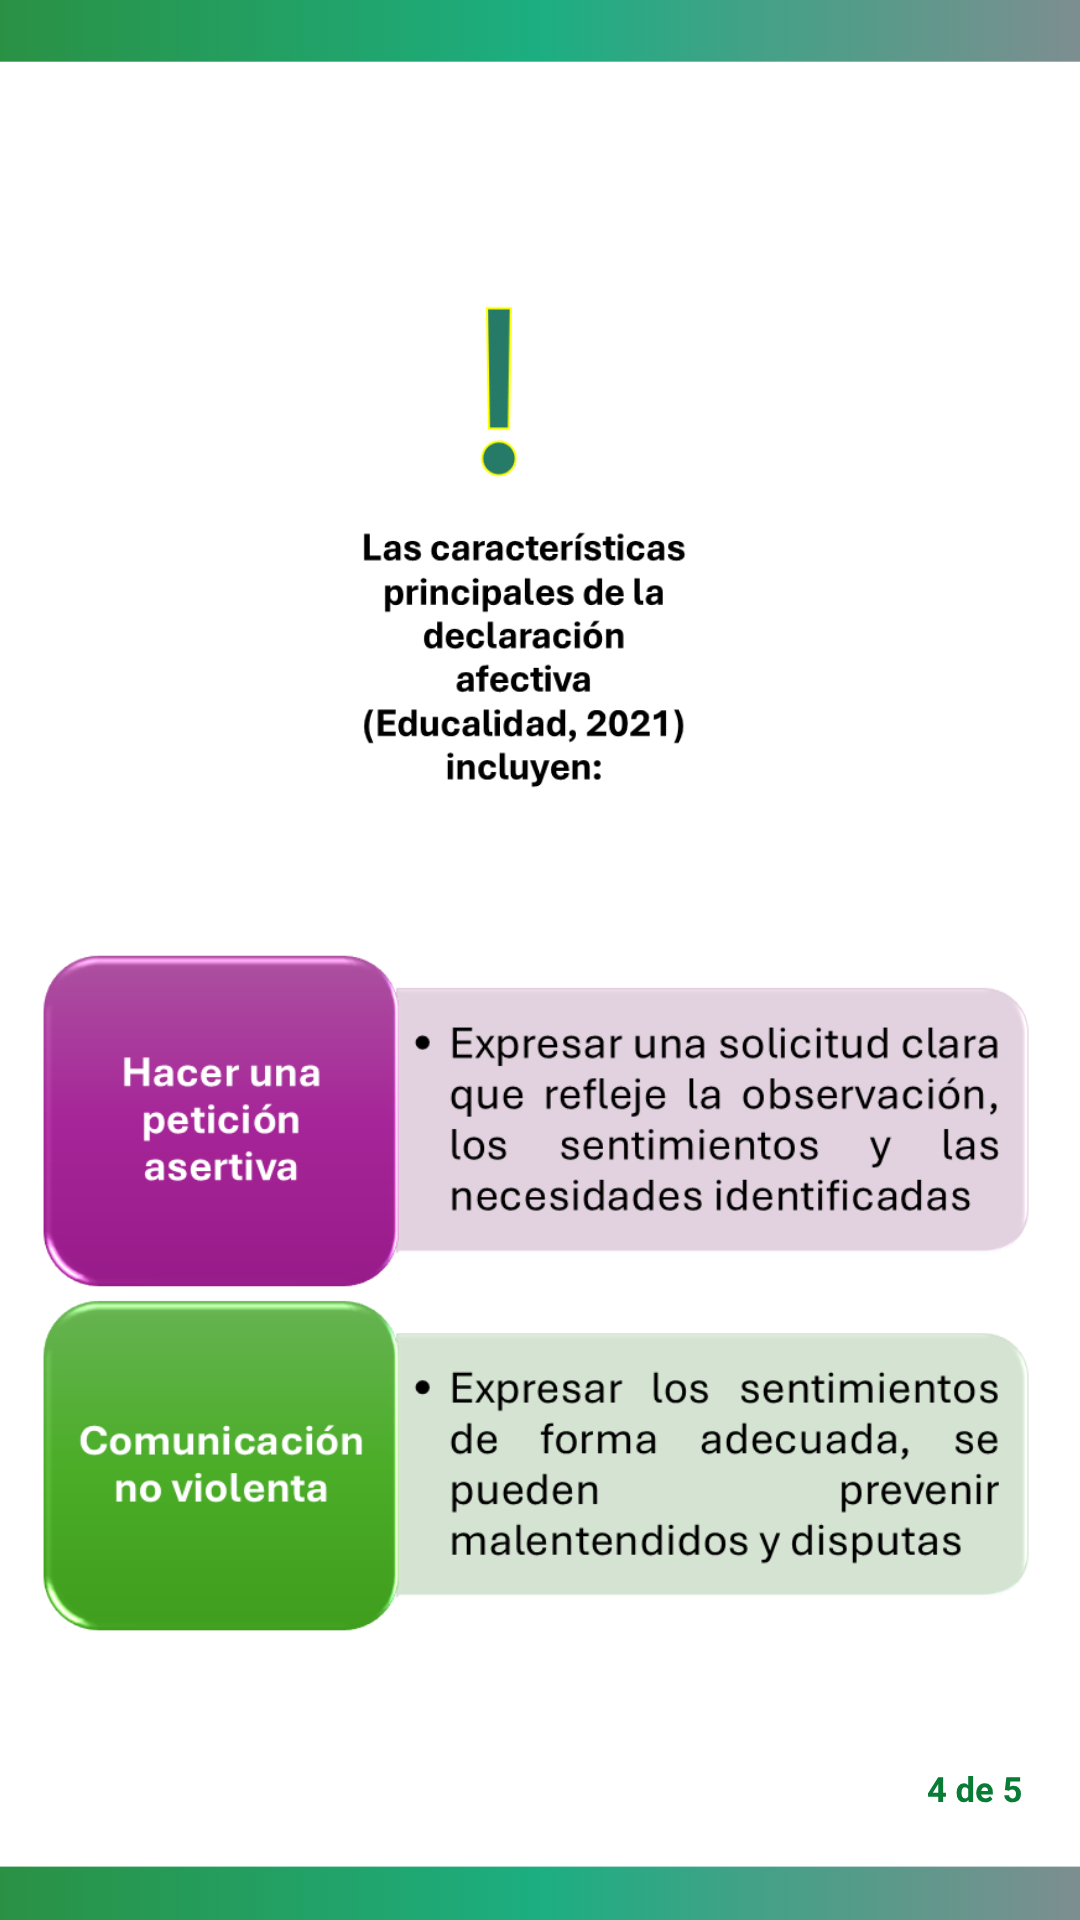 !
Las características
principales de la
declaración
afectiva
(Educalidad, 2021)
incluyen:
Hacer una
petición
asertiva
• Expresar una solicitud clara
que refleje la observación,
los sentimientos y las
necesidades identificadas
Comunicación
no violenta
• Expresar los sentimientos
de forma adecuada, se
pueden prevenir
malentendidos y disputas
4 de 5